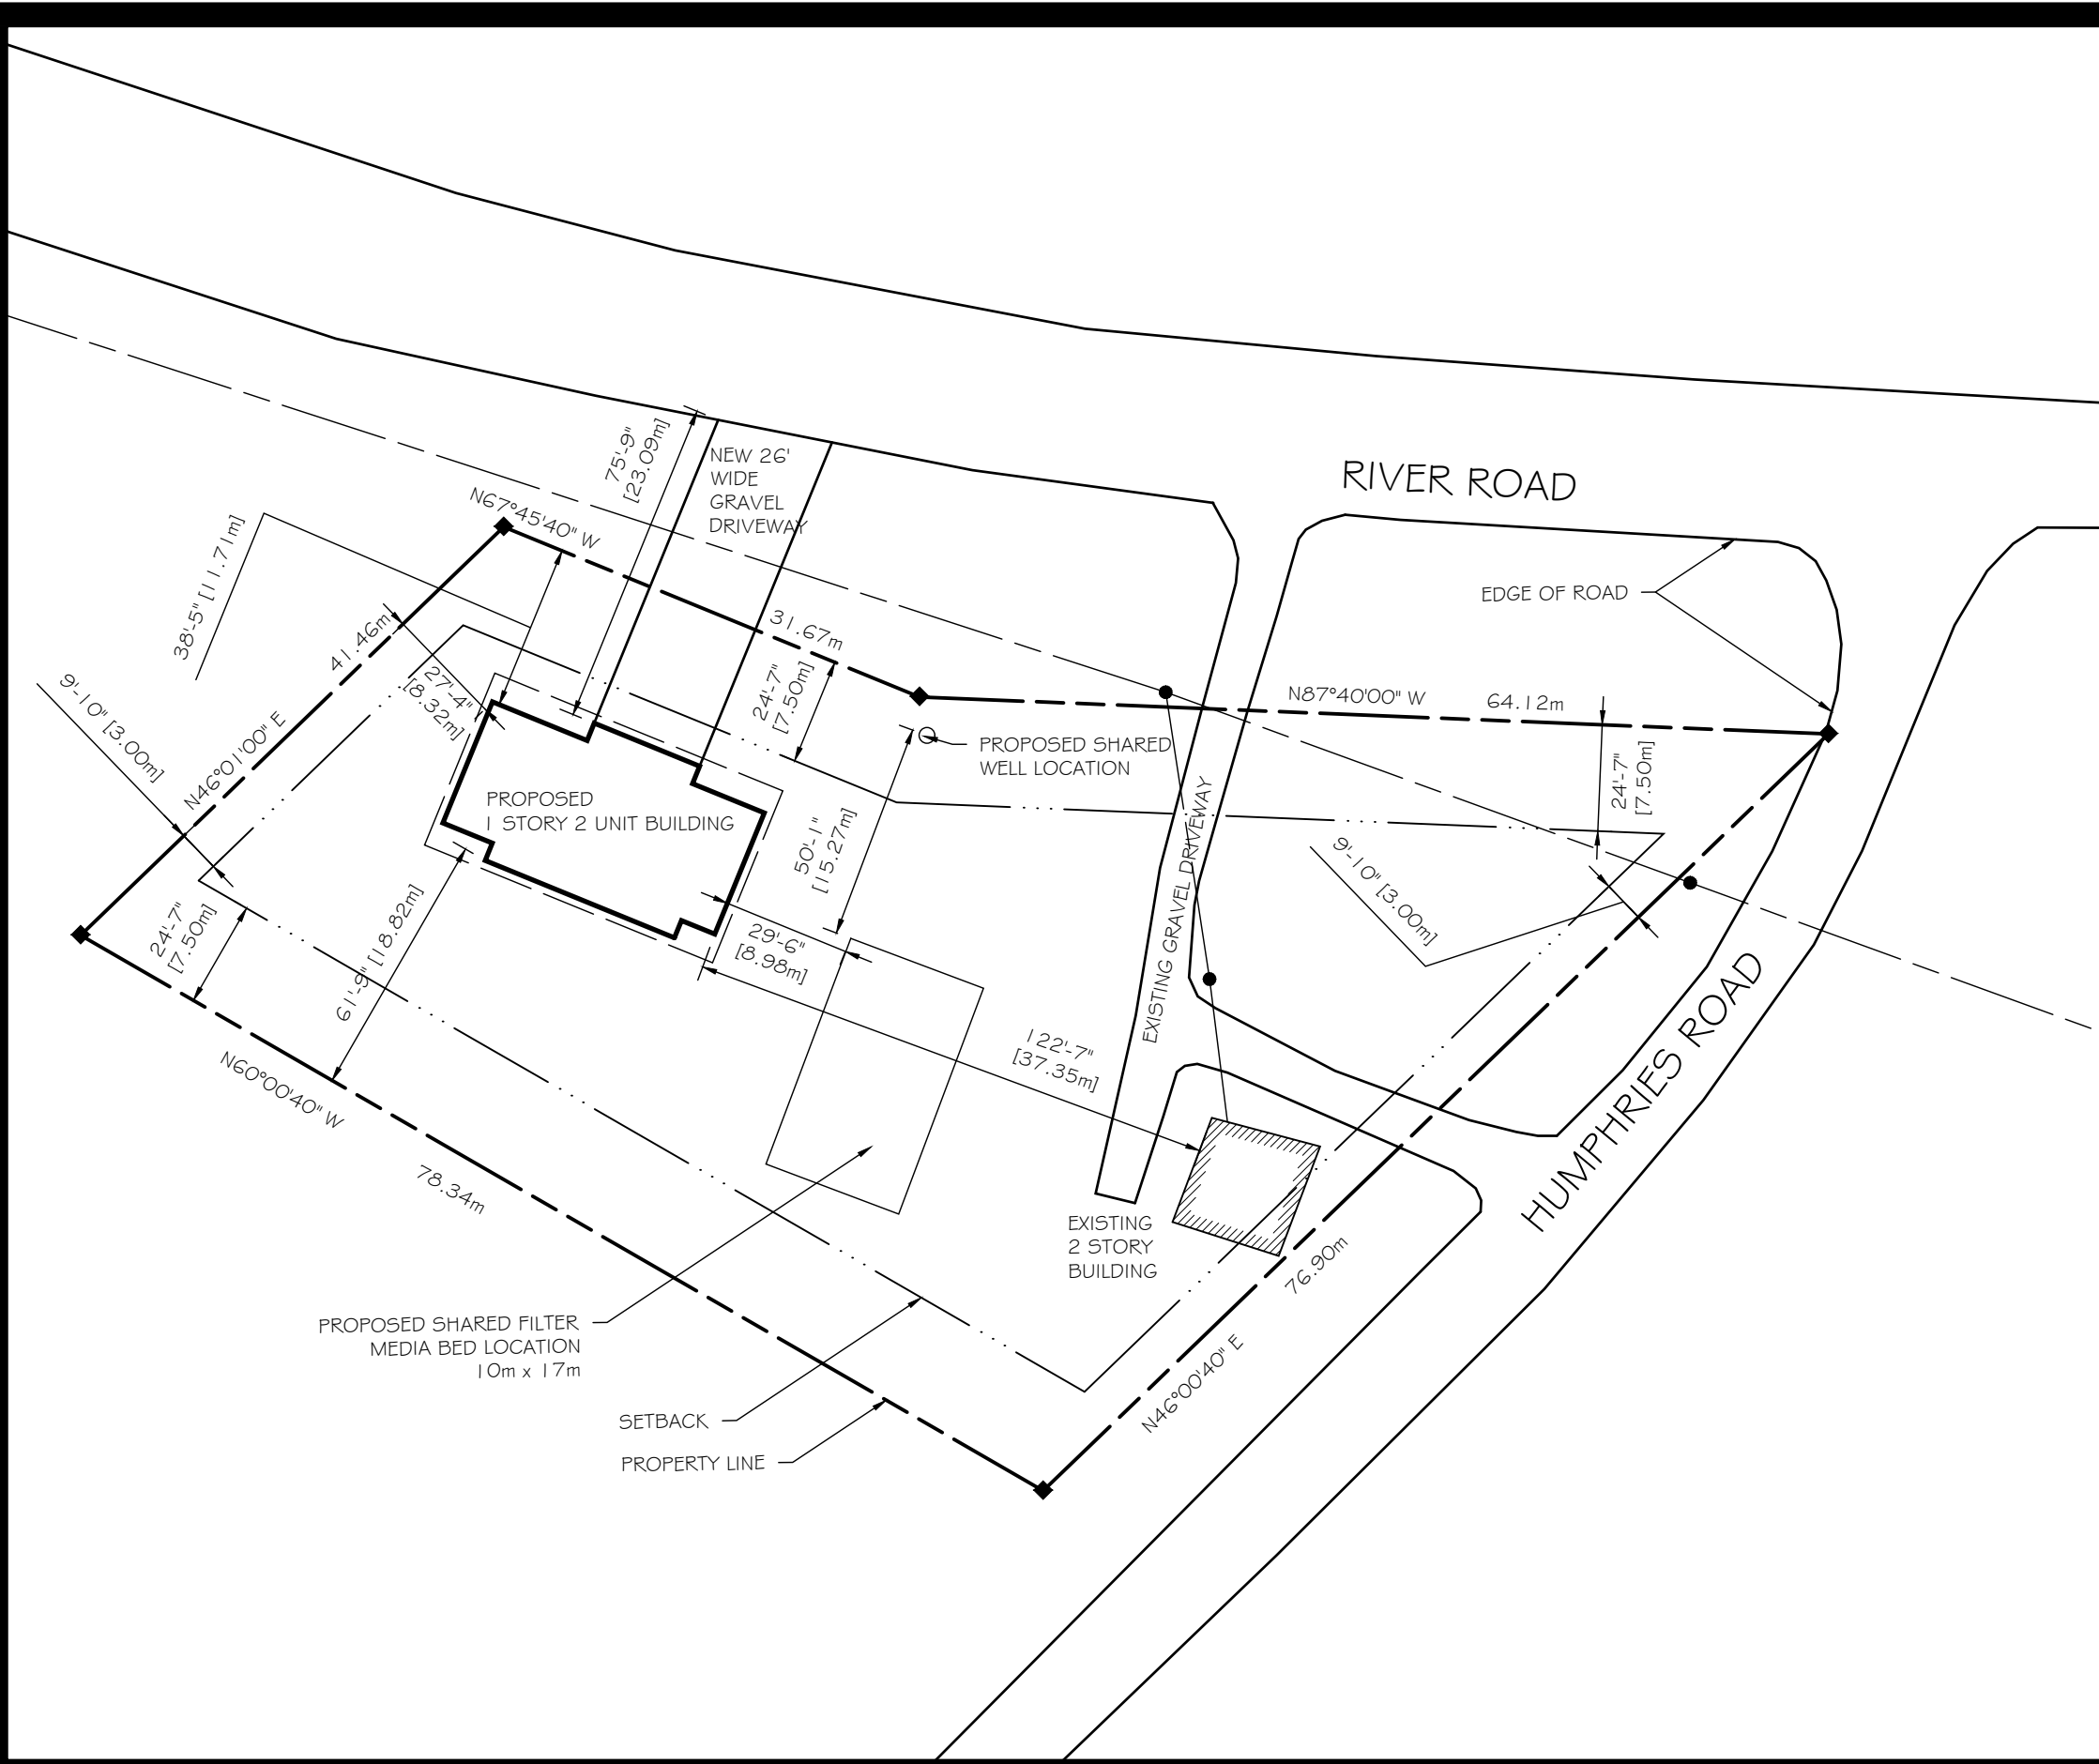 75'-9"
[23.09m]
NEW 26'
WIDE
GRAVEL
DRIVEWAY
RIVER ROAD
N67°45'40" W
38'-5" [11.71m]
EDGE OF ROAD
41.46m
31.67m
27'-4"
[8.32m]
24'-7"
[7.50m]
N87°40'00" W
64.12m
9'-10" [3.00m]
N46°01'00" E
PROPOSED SHARED
WELL LOCATION
24'-7"
[7.50m]
PROPOSED
1 STORY 2 UNIT BUILDING
50'-1"
[15.27m]
EXISTING GRAVEL DRIVEWAY
9'-10" [3.00m]
24'-7"
[7.50m]
61'-9" [18.82m]
29'-6"
[8.98m]
122'-7"
[37.35m]
HUMPHRIES ROAD
N60°00'40" W
78.34m
EXISTING
2 STORY
BUILDING
76.90m
PROPOSED SHARED FILTER
MEDIA BED LOCATION
10m x 17m
N46°00'40" E
SETBACK
PROPERTY LINE